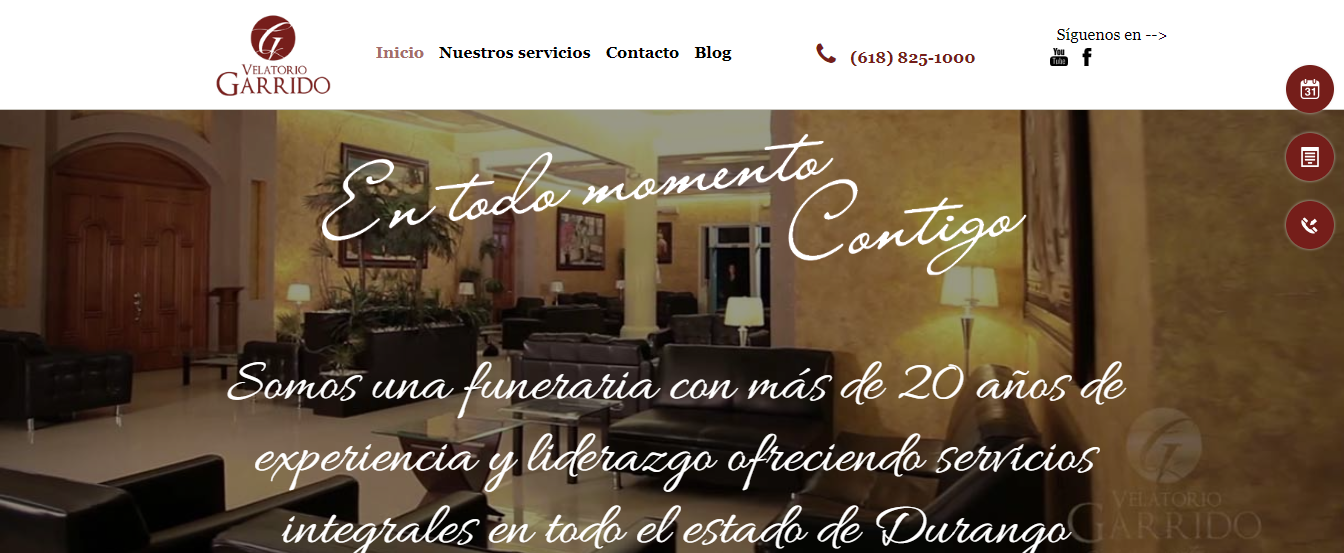 VELATORIO
GARRIDO
Inicio Nuestros servicios Contacto Blog
(618) 825-1000
Síguenos en -->
You
Tube
31
En todo momento
Contigo
Somos una funeraria con más de 20 años de
experiencia y liderazgo ofreciendo servicios
integrales en todo el estado de Durango
VELATORIO
GARRIDO